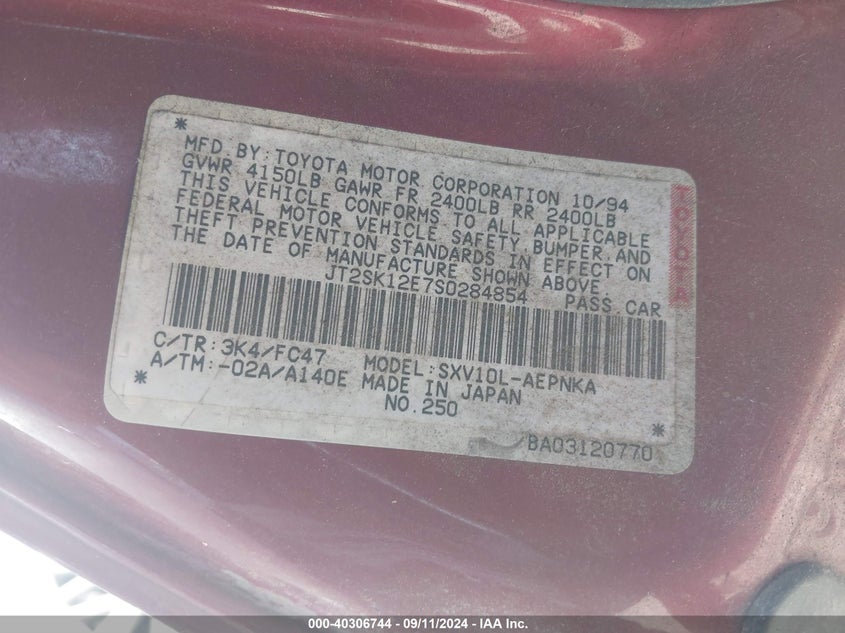 *
MFD.BY:TOYOTA MOTOR CORPORATION 10/94
GVWR 4150LB GAWR FR 2400LB RR 2400LB
THIS VEHICLE CONFORMS TO ALL APPLICABLE
FEDERAL MOTOR VEHICLE SAFETY,BUMPER,AND
THEFT PREVENTION STANDARDS IN EFFECT ON
THE DATE OF MANUFACTURE SHOWN ABOVE.
JT2SK12E7S0284854 PASS.CAR
TOYOTA
C/TR:3K4/FC47 MODEL:SXV10L-AEPNKA
A/TM:-02A/A140E MADE IN JAPAN
* NO.250 *
BA03120770
000-40306744 - 09/11/2024 - IAA Inc.